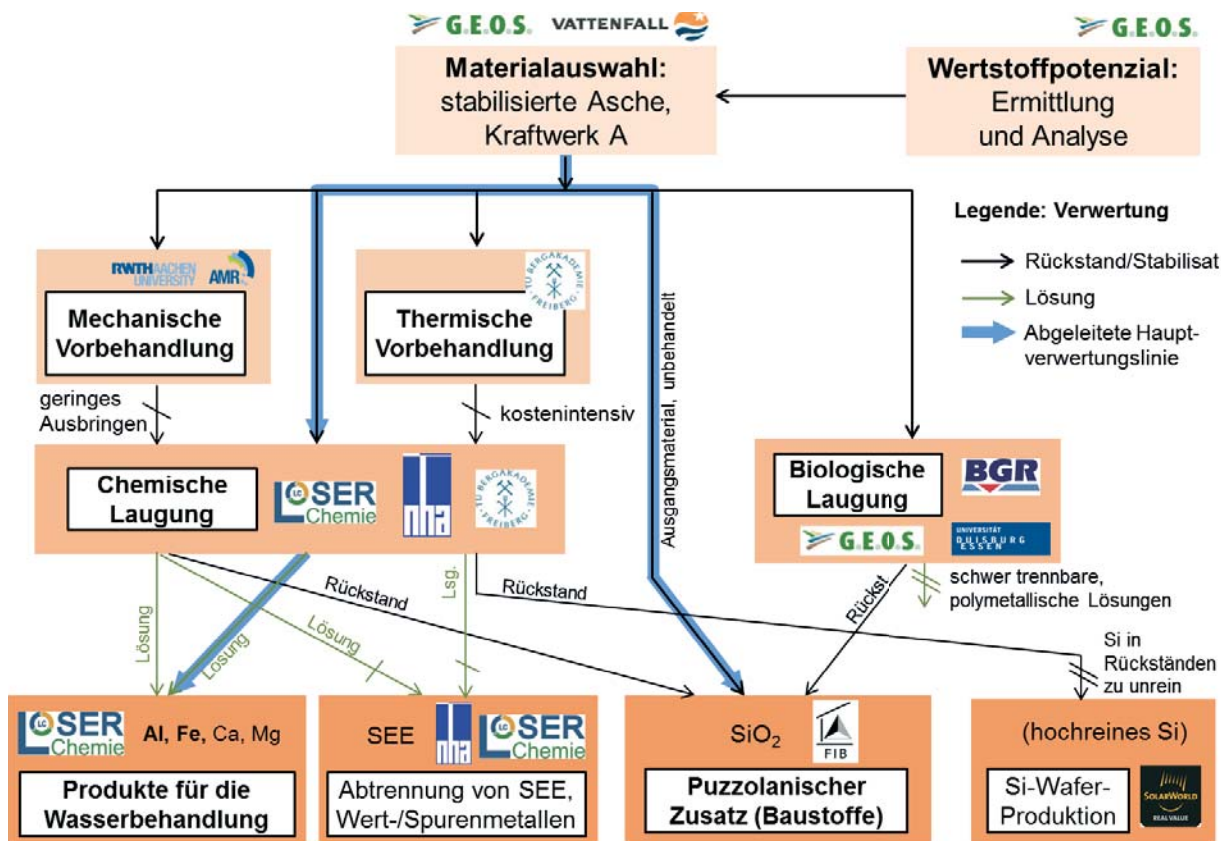 G.E.O.S. VATTENFALL
G.E.O.S.
Materialauswahl:
stabilisierte Asche,
Kraftwerk A
Wertstoffpotenzial:
Ermittlung
und Analyse
Legende: Verwertung
Rückstand/Stabilisat
Lösung
Abgeleitete Haupt-
verwertungslinie
RWTHAACHEN
UNIVERSITY
AMR
Mechanische
Vorbehandlung
TU BERGAKADEMIE
FREIBERG
Thermische
Vorbehandlung
Ausgangsmaterial, unbehandelt
geringes
Ausbringen
kostenintensiv
Chemische
Laugung
LC
LOSER
Chemie
nha
TU BERGAKADEMIE
FREIBERG
Biologische
Laugung
BGR
G.E.O.S.
UNIVERSITÄT
DUISBURG
ESSEN
Lösung
Lösung
Lösung
Rückstand
Lsg.
Rückstand
Rückst
schwer trennbare,
polymetallische Lösungen
Si in
Rückständen
zu unrein
LC
LOSER
Chemie
Al, Fe, Ca, Mg
Produkte für die
Wasserbehandlung
SEE
nha
LC
LOSER
Chemie
Abtrennung von SEE,
Wert-/Spurenmetallen
SiO₂
FIB
Puzzolanischer
Zusatz (Baustoffe)
(hochreines Si)
Si-Wafer-
Produktion
SOLARWORLD
REAL VALUE